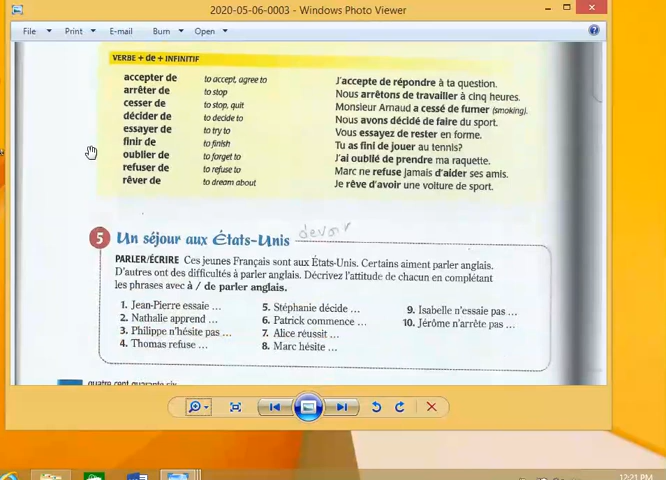 2020-05-06-0003 - Windows Photo Viewer
File Print E-mail Burn Open
VERBE + de + INFINITIF
accepter de to accept, agree to J'accepte de répondre à ta question.
arrêter de to stop Nous arrêtons de travailler à cinq heures.
cesser de to stop, quit Monsieur Arnaud a cessé de fumer (smoking).
décider de to decide to Nous avons décidé de faire du sport.
essayer de to try to Vous essayez de rester en forme.
finir de to finish Tu as fini de jouer au tennis?
oublier de to forget to J'ai oublié de prendre ma raquette.
refuser de to refuse to Marc ne refuse jamais d'aider ses amis.
rêver de to dream about Je rêve d'avoir une voiture de sport.
5 Un séjour aux États-Unis devoir
PARLER/ÉCRIRE Ces jeunes Français sont aux États-Unis. Certains aiment parler anglais.
D'autres ont des difficultés à parler anglais. Décrivez l'attitude de chacun en complétant
les phrases avec à / de parler anglais.
1. Jean-Pierre essaie ... 5. Stéphanie décide ... 9. Isabelle n'essaie pas ...
2. Nathalie apprend ... 6. Patrick commence ... 10. Jérôme n'arrête pas ...
3. Philippe n'hésite pas ... 7. Alice réussit ...
4. Thomas refuse ... 8. Marc hésite ...
quatre cent quarante-six
12:21 PM